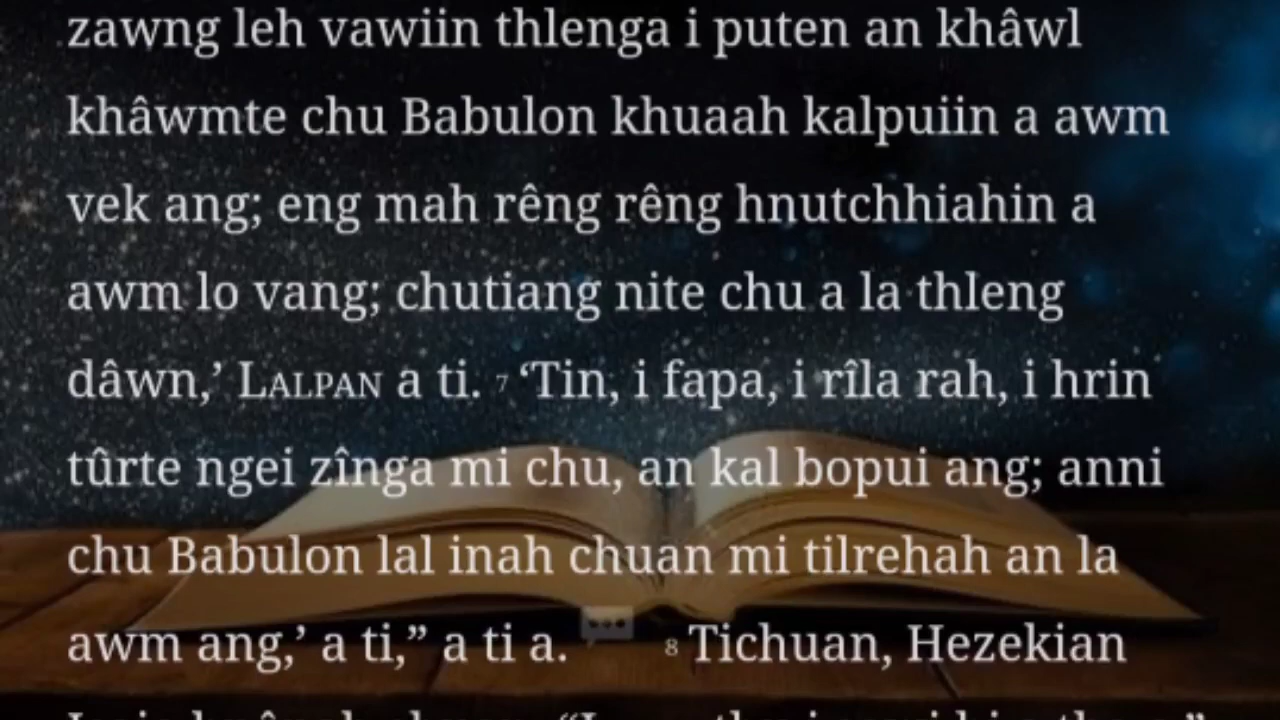 zawng leh vawiin thlenga i puten an khâwl
khâwmte chu Babulon khuaah kalpuiin a awm
vek ang; eng mah rêng rêng hnutchhiahin a
awm lo vang; chutiang nite chu a la thleng
dâwn,’ LALPAN a ti. 7 ‘Tin, i fapa, i rîla rah, i hrin
tûrte ngei zînga mi chu, an kal bopui ang; anni
chu Babulon lal inah chuan mi tilrehah an la
awm ang,’ a ti,” a ti a. 8 Tichuan, Hezekian